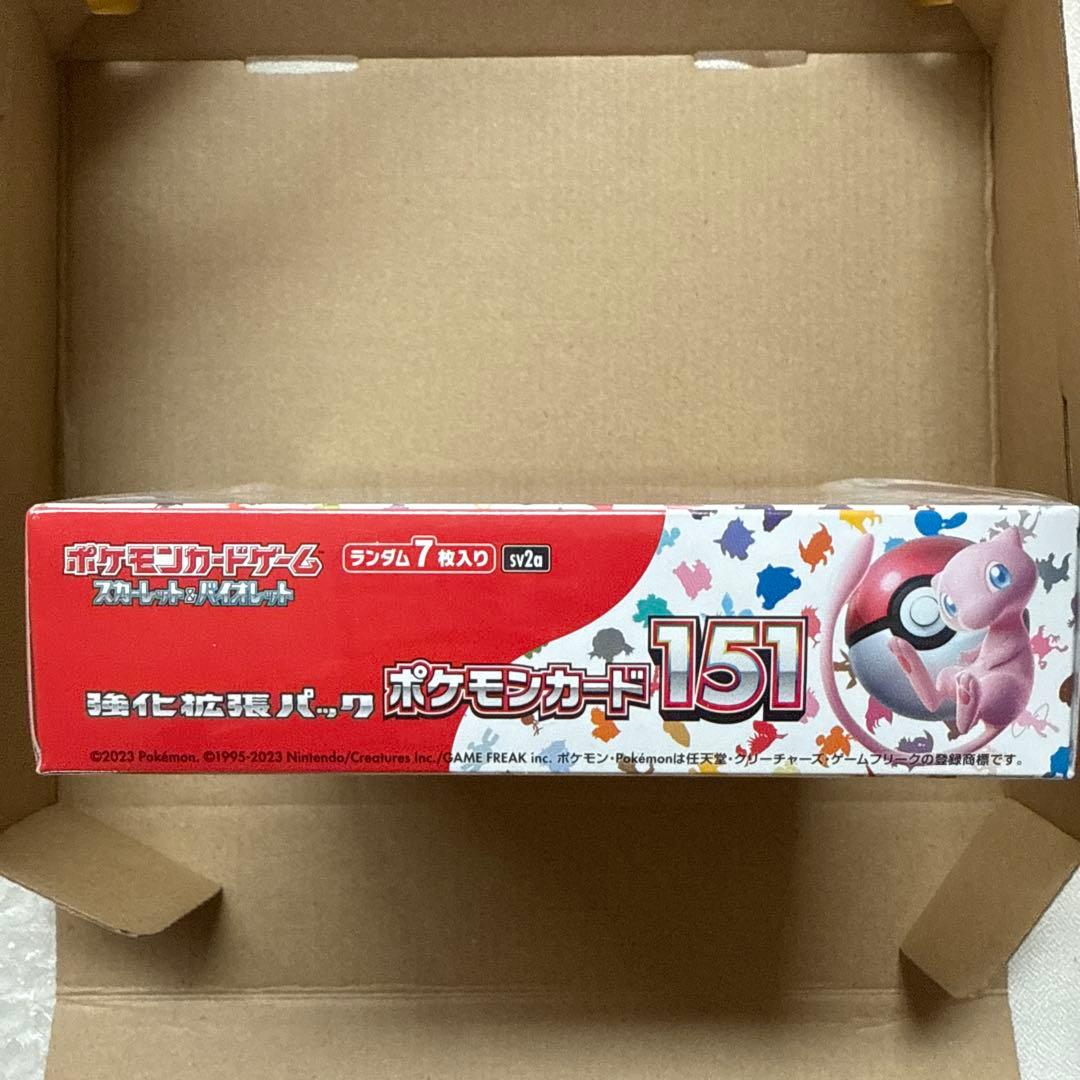 ポケモンカードゲーム
スカーレット&バイオレット
ランダム7枚入り
sv2a
強化拡張パック
ポケモンカード151
©2023 Pokémon. ©1995-2023 Nintendo/Creatures Inc./GAME FREAK inc. ポケモン・Pokémonは任天堂・クリーチャーズ・ゲームフリークの登録商標です。